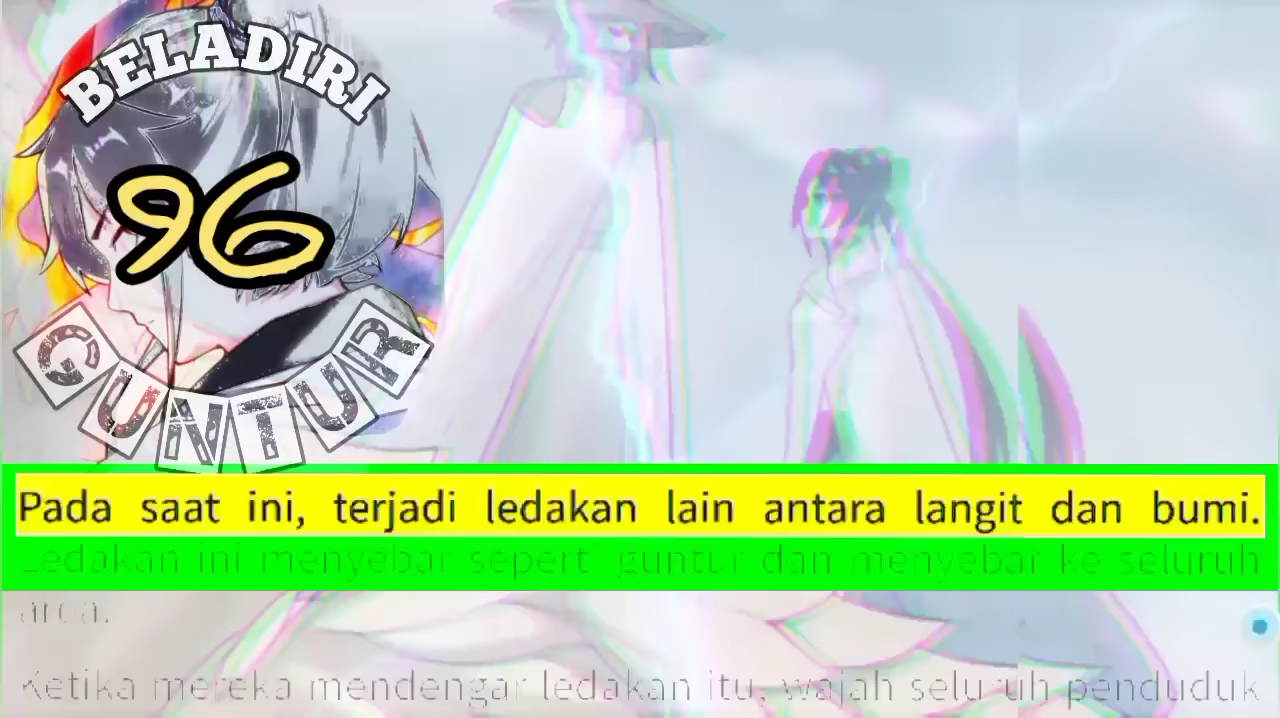 BELADIRI
96
GUNTUR
Pada saat ini, terjadi ledakan lain antara langit dan bumi.
Ledakan ini menyebar seperti guntur dan menyebar ke seluruh
area.
Ketika mereka mendengar ledakan itu, wajah seluruh penduduk